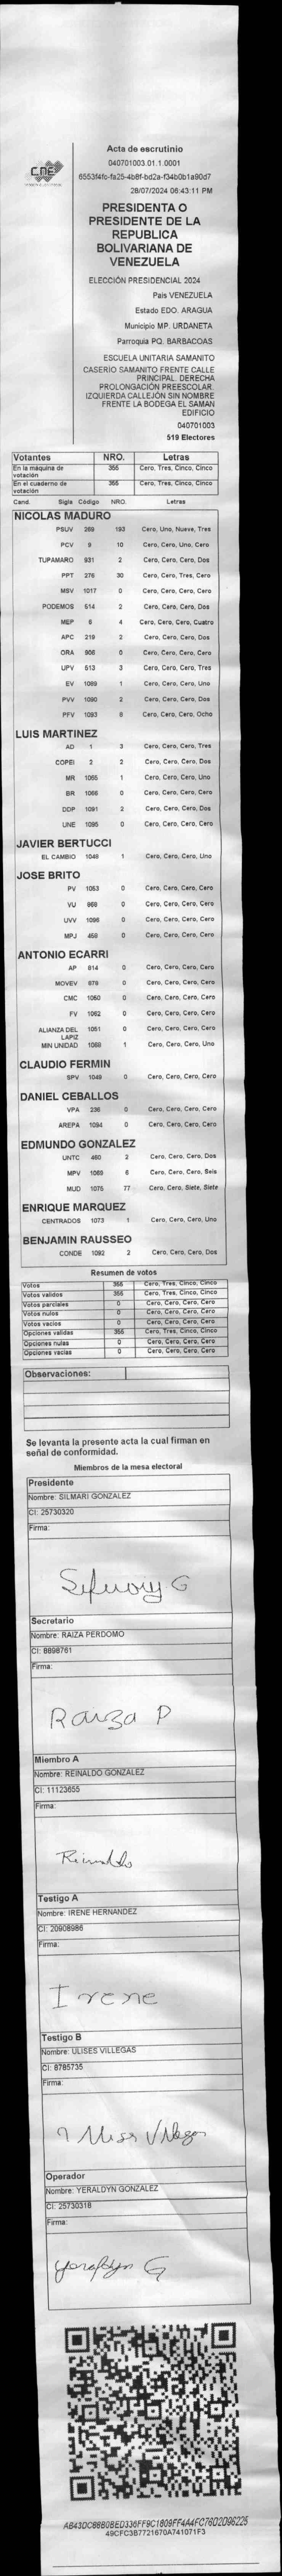 CNE
Acta de escrutinio
040701003.01.1.0001
6553f4fc-fa25-4b8f-bd2a-f34b0b1a90d7
28/07/2024 06:43:11 PM
PRESIDENTA O
PRESIDENTE DE LA
REPUBLICA
BOLIVARIANA DE
VENEZUELA
ELECCIÓN PRESIDENCIAL 2024
País VENEZUELA
Estado EDO. ARAGUA
Municipio MP. URDANETA
Parroquia PQ. BARBACOAS
ESCUELA UNITARIA SAMANITO
CASERIO SAMANITO FRENTE CALLE
PRINCIPAL. DERECHA
PROLONGACIÓN PREESCOLAR.
IZQUIERDA CALLEJÓN SIN NOMBRE
FRENTE LA BODEGA EL SAMAN
EDIFICIO
040701003
519 Electores
Votantes NRO. Letras
En la máquina de votación 355 Cero, Tres, Cinco, Cinco
En el cuaderno de votación 355 Cero, Tres, Cinco, Cinco
Cand. Sigla Código NRO. Letras
NICOLAS MADURO
PSUV 269 193 Cero, Uno, Nueve, Tres
PCV 9 10 Cero, Cero, Uno, Cero
TUPAMARO 931 2 Cero, Cero, Cero, Dos
PPT 276 30 Cero, Cero, Tres, Cero
MSV 1017 0 Cero, Cero, Cero, Cero
PODEMOS 514 2 Cero, Cero, Cero, Dos
MEP 6 4 Cero, Cero, Cero, Cuatro
APC 219 2 Cero, Cero, Cero, Dos
ORA 906 0 Cero, Cero, Cero, Cero
UPV 513 3 Cero, Cero, Cero, Tres
EV 1089 1 Cero, Cero, Cero, Uno
PVV 1090 2 Cero, Cero, Cero, Dos
PFV 1093 8 Cero, Cero, Cero, Ocho
LUIS MARTINEZ
AD 1 3 Cero, Cero, Cero, Tres
COPEI 2 2 Cero, Cero, Cero, Dos
MR 1065 1 Cero, Cero, Cero, Uno
BR 1066 0 Cero, Cero, Cero, Cero
DDP 1091 2 Cero, Cero, Cero, Dos
UNE 1095 0 Cero, Cero, Cero, Cero
JAVIER BERTUCCI
EL CAMBIO 1048 1 Cero, Cero, Cero, Uno
JOSE BRITO
PV 1053 0 Cero, Cero, Cero, Cero
VU 968 0 Cero, Cero, Cero, Cero
UVV 1096 0 Cero, Cero, Cero, Cero
MPJ 458 0 Cero, Cero, Cero, Cero
ANTONIO ECARRI
AP 814 0 Cero, Cero, Cero, Cero
MOVEV 878 0 Cero, Cero, Cero, Cero
CMC 1050 0 Cero, Cero, Cero, Cero
FV 1062 0 Cero, Cero, Cero, Cero
ALIANZA DEL LAPIZ 1051 0 Cero, Cero, Cero, Cero
MIN UNIDAD 1068 1 Cero, Cero, Cero, Uno
CLAUDIO FERMIN
SPV 1049 0 Cero, Cero, Cero, Cero
DANIEL CEBALLOS
VPA 236 0 Cero, Cero, Cero, Cero
AREPA 1094 0 Cero, Cero, Cero, Cero
EDMUNDO GONZALEZ
UNTC 460 2 Cero, Cero, Cero, Dos
MPV 1069 6 Cero, Cero, Cero, Seis
MUD 1075 77 Cero, Cero, Siete, Siete
ENRIQUE MARQUEZ
CENTRADOS 1073 1 Cero, Cero, Cero, Uno
BENJAMIN RAUSSEO
CONDE 1092 2 Cero, Cero, Cero, Dos
Resumen de votos
Votos 355 Cero, Tres, Cinco, Cinco
Votos validos 355 Cero, Tres, Cinco, Cinco
Votos parciales 0 Cero, Cero, Cero, Cero
Votos nulos 0 Cero, Cero, Cero, Cero
Votos vacios 0 Cero, Cero, Cero, Cero
Opciones validas 355 Cero, Tres, Cinco, Cinco
Opciones nulas 0 Cero, Cero, Cero, Cero
Opciones vacias 0 Cero, Cero, Cero, Cero
Observaciones:
Se levanta la presente acta la cual firman en
señal de conformidad.
Miembros de la mesa electoral
Presidente
Nombre: SILMARI GONZALEZ
CI: 25730320
Firma:
Secretario
Nombre: RAIZA PERDOMO
CI: 8898761
Firma:
Raiza P
Miembro A
Nombre: REINALDO GONZALEZ
CI: 11123655
Firma:
Reinaldo
Testigo A
Nombre: IRENE HERNANDEZ
CI: 20908986
Firma:
Irene
Testigo B
Nombre: ULISES VILLEGAS
CI: 8785735
Firma:
Operador
Nombre: YERALDYN GONZALEZ
CI: 25730318
Firma:
Yeraldyn G
AB43DC88B0BED336FF9C1809FF4A4FC76D2D96225
49CFC3B7721670A741071F3